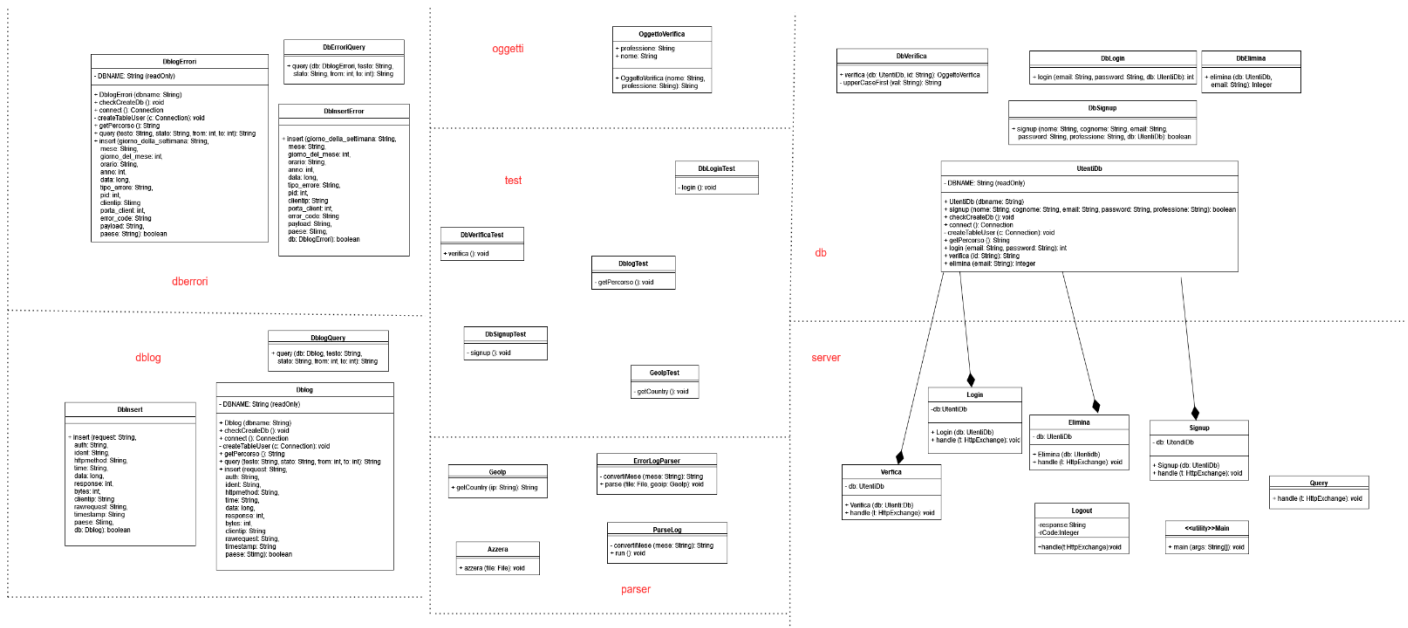 DblogErrori
- DBNAME: String (readOnly)
+ DblogErrori (dbname: String)
+ checkCreateDb (): void
+ connect (): Connection
- createTableUser (c: Connection): void
+ getPercorso (): String
+ query (testo: String, stato: String, from: int, to: int): String
+ insert (giorno_della_settimana: String,
mese: String,
giorno_del_mese: int,
orario: String,
anno: int,
data: long,
tipo_errore: String,
pid: int,
clientip: String
porta_client: int,
error_code: String
payload: String,
paese: String): boolean
DbErroriQuery
+ query (db: DblogErrori, testo: String,
stato: String, from: int, to: int): String
DbInsertError
+ insert (giorno_della_settimana: String,
mese: String,
giorno_del_mese: int,
orario: String,
anno: int,
data: long,
tipo_errore: String,
pid: int,
clientip: String
porta_client: int,
error_code: String
payload: String,
paese: String,
db: DblogErrori): boolean
dberrori
dblog
DblogQuery
+ query (db: Dblog, testo: String,
stato: String, from: int, to: int): String
DbInsert
+ insert (request: String,
auth: String,
ident: String,
httpmethod: String,
time: String,
data: long,
response: int,
bytes: int,
clientip: String
rawrequest: String,
timestamp: String
paese: String,
db: Dblog): boolean
Dblog
- DBNAME: String (readOnly)
+ Dblog (dbname: String)
+ checkCreateDb (): void
+ connect (): Connection
- createTableUser (c: Connection): void
+ getPercorso (): String
+ query (testo: String, stato: String, from: int, to: int): String
+ insert (request: String,
auth: String,
ident: String,
httpmethod: String,
time: String,
data: long,
response: int,
bytes: int,
clientip: String
rawrequest: String,
timestamp: String
paese: String): boolean
oggetti
OggettoVerifica
+ professione: String
+ nome: String
+ OggettoVerifica (nome: String,
professione: String): String
test
DbLoginTest
- login (): void
DbVerificaTest
+ verifica (): void
DblogTest
- getPercorso (): void
DbSignupTest
- signup (): void
GeoIpTest
- getCountry (): void
GeoIp
+ getCountry (ip: String): String
ErrorLogParser
- convertiMese (mese: String): String
+ parse (file: File, geoip: GeoIp): void
Azzera
+ azzera (file: File): void
ParseLog
- convertiMese (mese: String): String
+ run (): void
parser
DbVerifica
+ verifica (db: UtentiDb, id: String): OggettoVerifica
- upperCaseFirst (val: String): String
DbLogin
+ login (email: String, password: String, db: UtentiDb): int
DbElimina
+ elimina (db: UtentiDb,
email: String): Integer
DbSignup
+ signup (nome: String, cognome: String, email: String,
password: String, professione: String, db: UtentiDb): boolean
UtentiDb
- DBNAME: String (readOnly)
+ UtentiDb (dbname: String)
+ signup (nome: String, cognome: String, email: String, password: String, professione: String): boolean
+ checkCreateDb (): void
+ connect (): Connection
- createTableUser (c: Connection): void
+ getPercorso (): String
+ login (email: String, password: String): int
+ verifica (id: String): String
+ elimina (email: String): Integer
db
server
Login
-db UtentiDb
+ Login (db: UtentiDb)
+ handle (t: HttpExchange): void
Elimina
- db: UtentiDb
+ Elimina (db: Utentidb)
+ handle (t: HttpExchange): void
Signup
- db: UtentiDb
+ Signup (db: UtentiDb)
+ handle (t: HttpExchange): void
Verfica
- db: UtentiDb
+ Verifica (db: UtentiDb)
+ handle (t: HttpExchange): void
Query
+ handle (t: HttpExchange): void
Logout
-response:String
-rCode:Integer
+handle(t:HttpExchange):void
<<utility>>Main
+ main (args: String[]): void